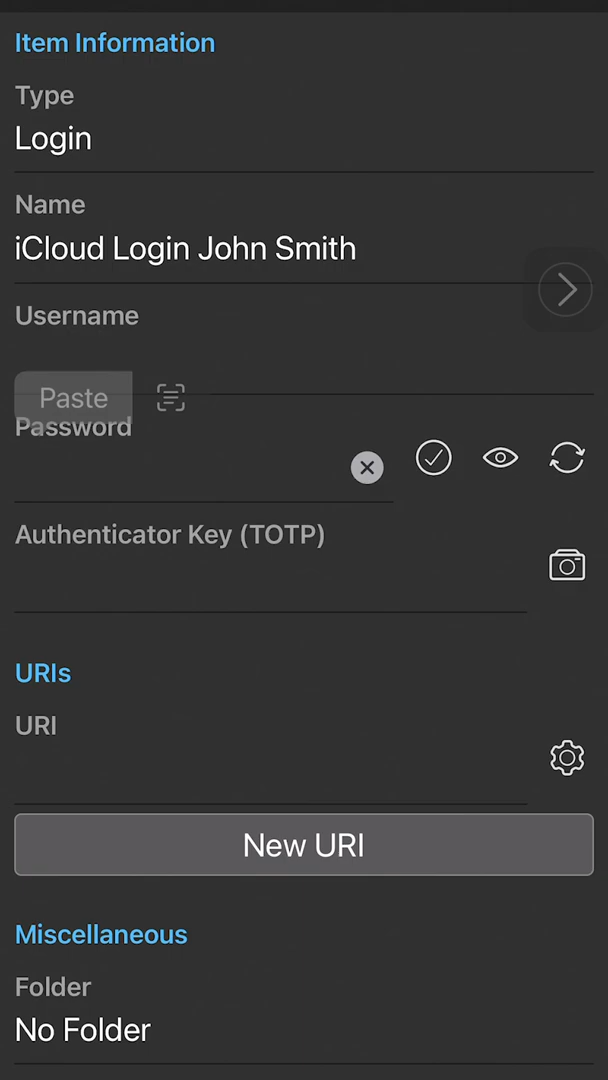 Item Information
Type
Login
Name
iCloud Login John Smith
Username
Paste
Password
Authenticator Key (TOTP)
URIs
URI
New URI
Miscellaneous
Folder
No Folder